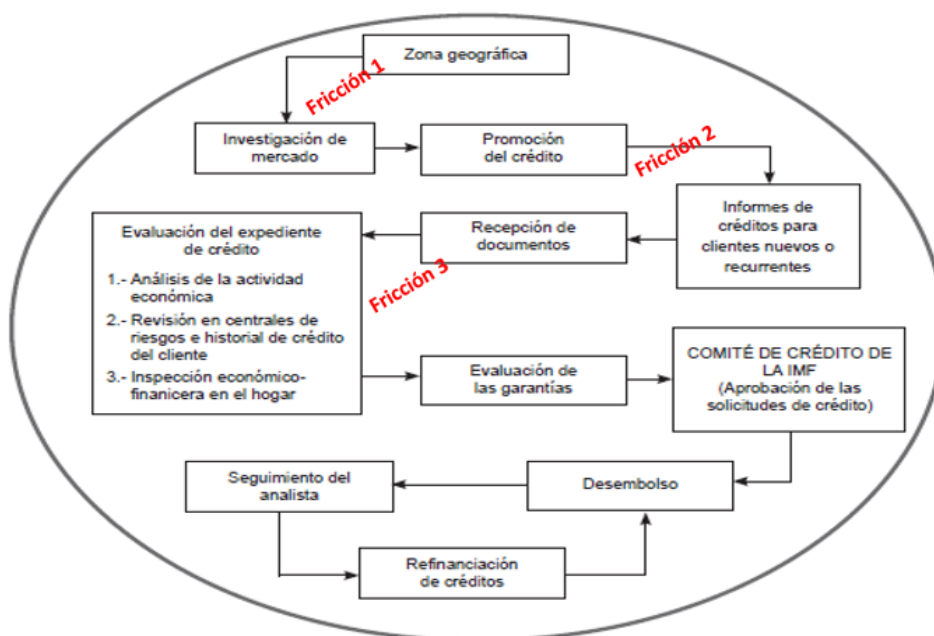 Zona geográfica
Fricción 1
Investigación de
mercado
Promoción
del crédito
Fricción 2
Informes de
créditos para
clientes nuevos o
recurrentes
Recepción de
documentos
Fricción 3
Evaluación del expediente
de crédito
1.- Análisis de la actividad
económica
2.- Revisión en centrales de
riesgos e historial de crédito
del cliente
3.- Inspección económico-
finanicera en el hogar
Evaluación de
las garantías
COMITÉ DE CRÉDITO DE
LA IMF
(Aprobación de las
solicitudes de crédito)
Desembolso
Seguimiento del
analista
Refinanciación
de créditos